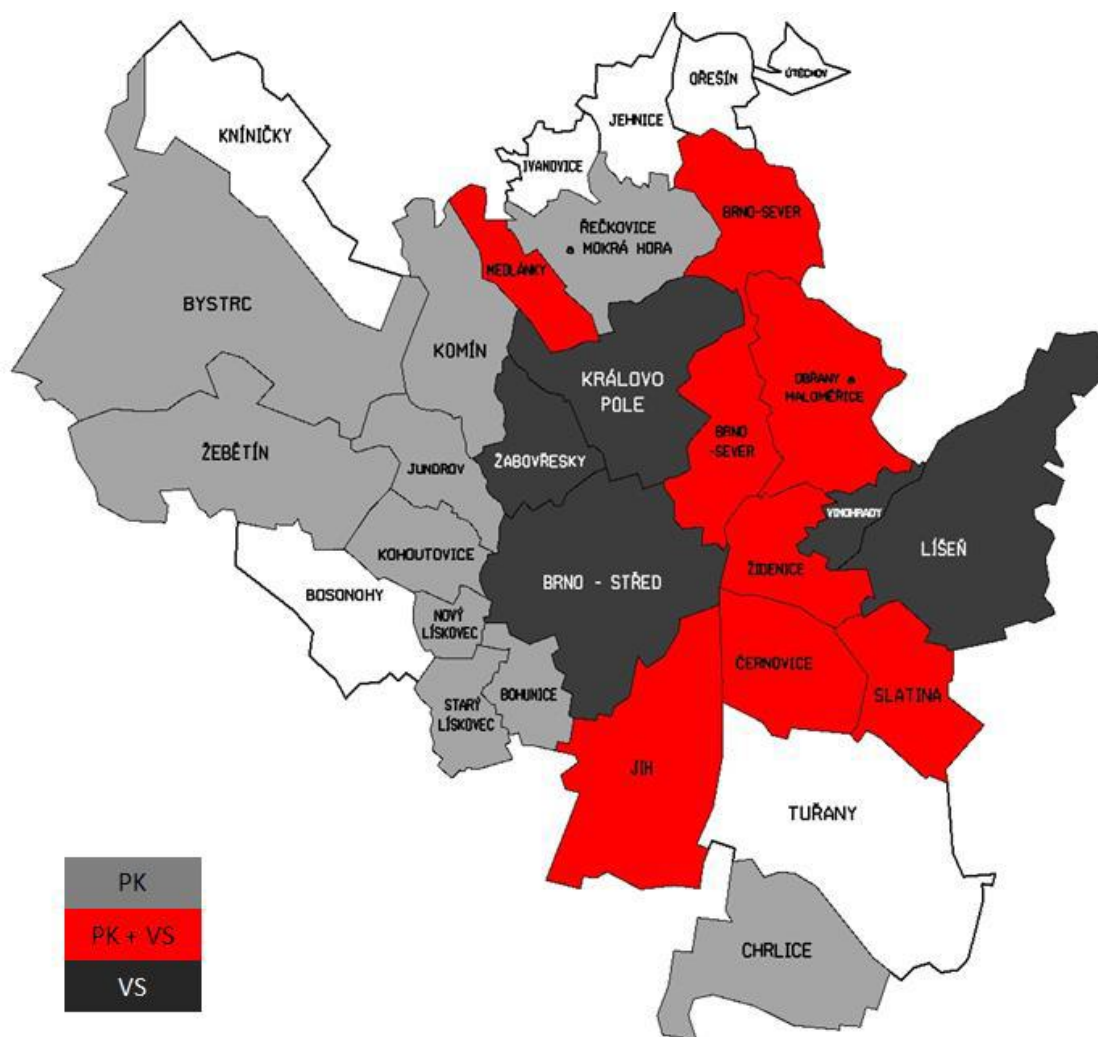 ÚTĚCHOV
OŘEŠÍN
JEHNICE
KNÍNIČKY
IVANOVICE
BRNO-SEVER
ŘEČKOVICE
a MOKRÁ HORA
MEDLÁNKY
BYSTRC
KOMÍN
KRÁLOVO
POLE
OBŘANY a
MALOMĚŘICE
BRNO
-SEVER
ŽEBĚTÍN
JUNDROV
ŽABOVŘESKY
VINOHRADY
LÍŠEŇ
KOHOUTOVICE
BRNO - STŘED
ŽIDENICE
BOSONOHY
NOVÝ
LÍSKOVEC
ČERNOVICE
SLATINA
BOHUNICE
STARÝ
LÍSKOVEC
JIH
TUŘANY
CHRLICE
PK
PK + VS
VS